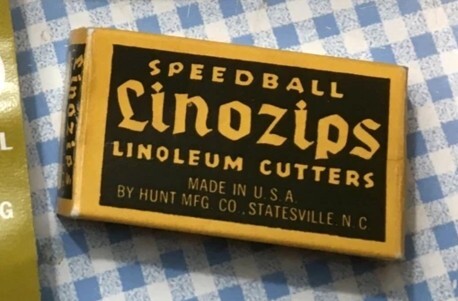 SPEEDBALL
Linozips
LINOLEUM CUTTERS
MADE IN U.S.A.
BY HUNT MFG CO., STATESVILLE, N.C
Linozips
L
G